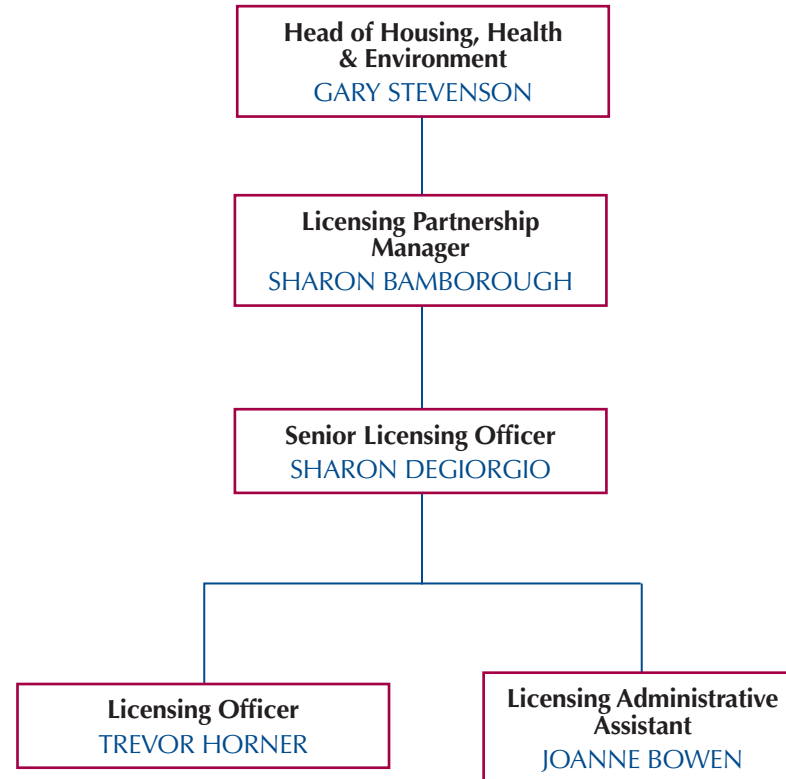 Head of Housing, Health
& Environment
GARY STEVENSON
Licensing Partnership
Manager
SHARON BAMBOROUGH
Senior Licensing Officer
SHARON DEGIORGIO
Licensing Officer
TREVOR HORNER
Licensing Administrative
Assistant
JOANNE BOWEN